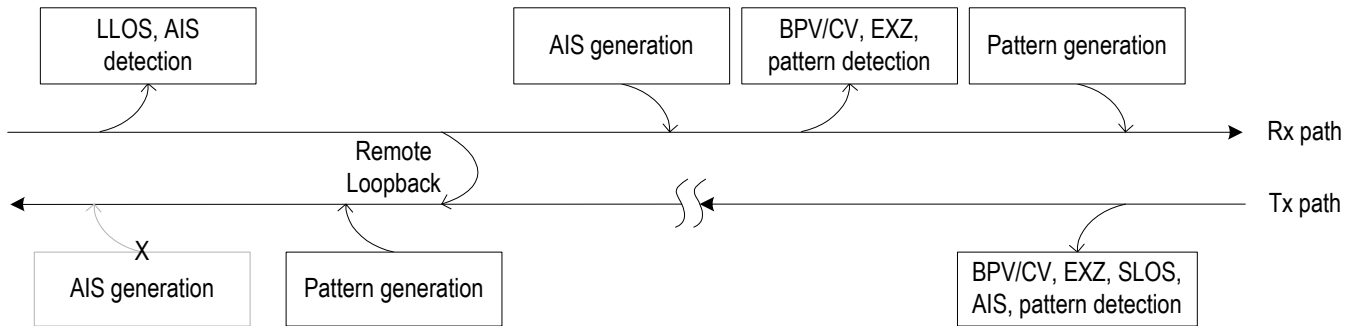 LLOS, AIS
detection
AIS generation
BPV/CV, EXZ,
pattern detection
Pattern generation
Rx path
Remote
Loopback
Tx path
X
AIS generation
Pattern generation
BPV/CV, EXZ, SLOS,
AIS, pattern detection